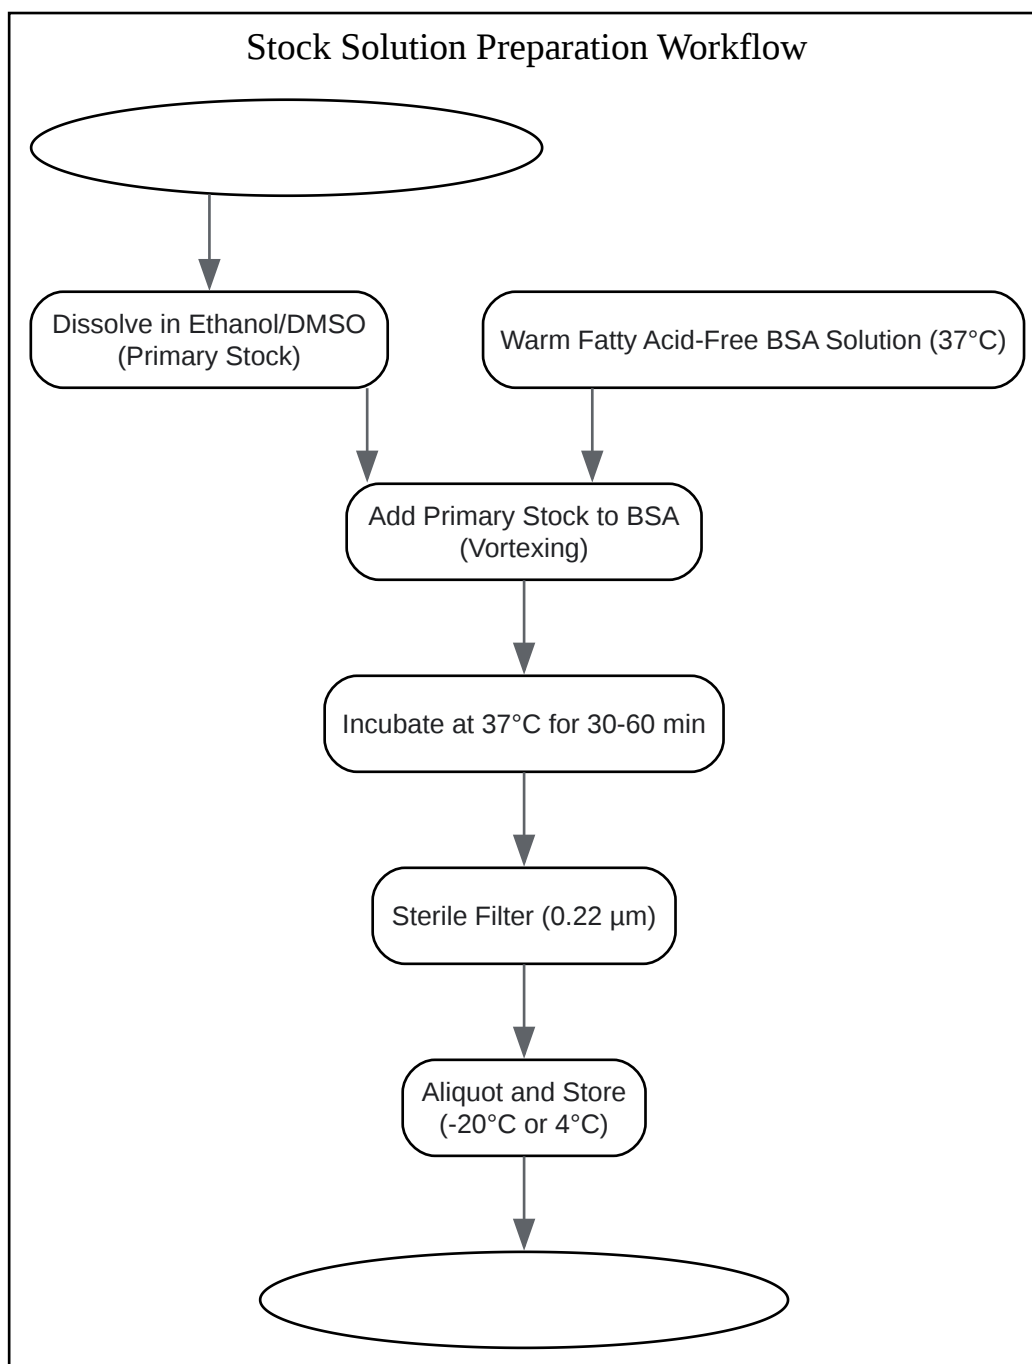 Stock Solution Preparation Workflow
Dissolve in Ethanol/DMSO
(Primary Stock)
Warm Fatty Acid-Free BSA Solution (37°C)
Add Primary Stock to BSA
(Vortexing)
Incubate at 37°C for 30-60 min
Sterile Filter (0.22 µm)
Aliquot and Store
(-20°C or 4°C)